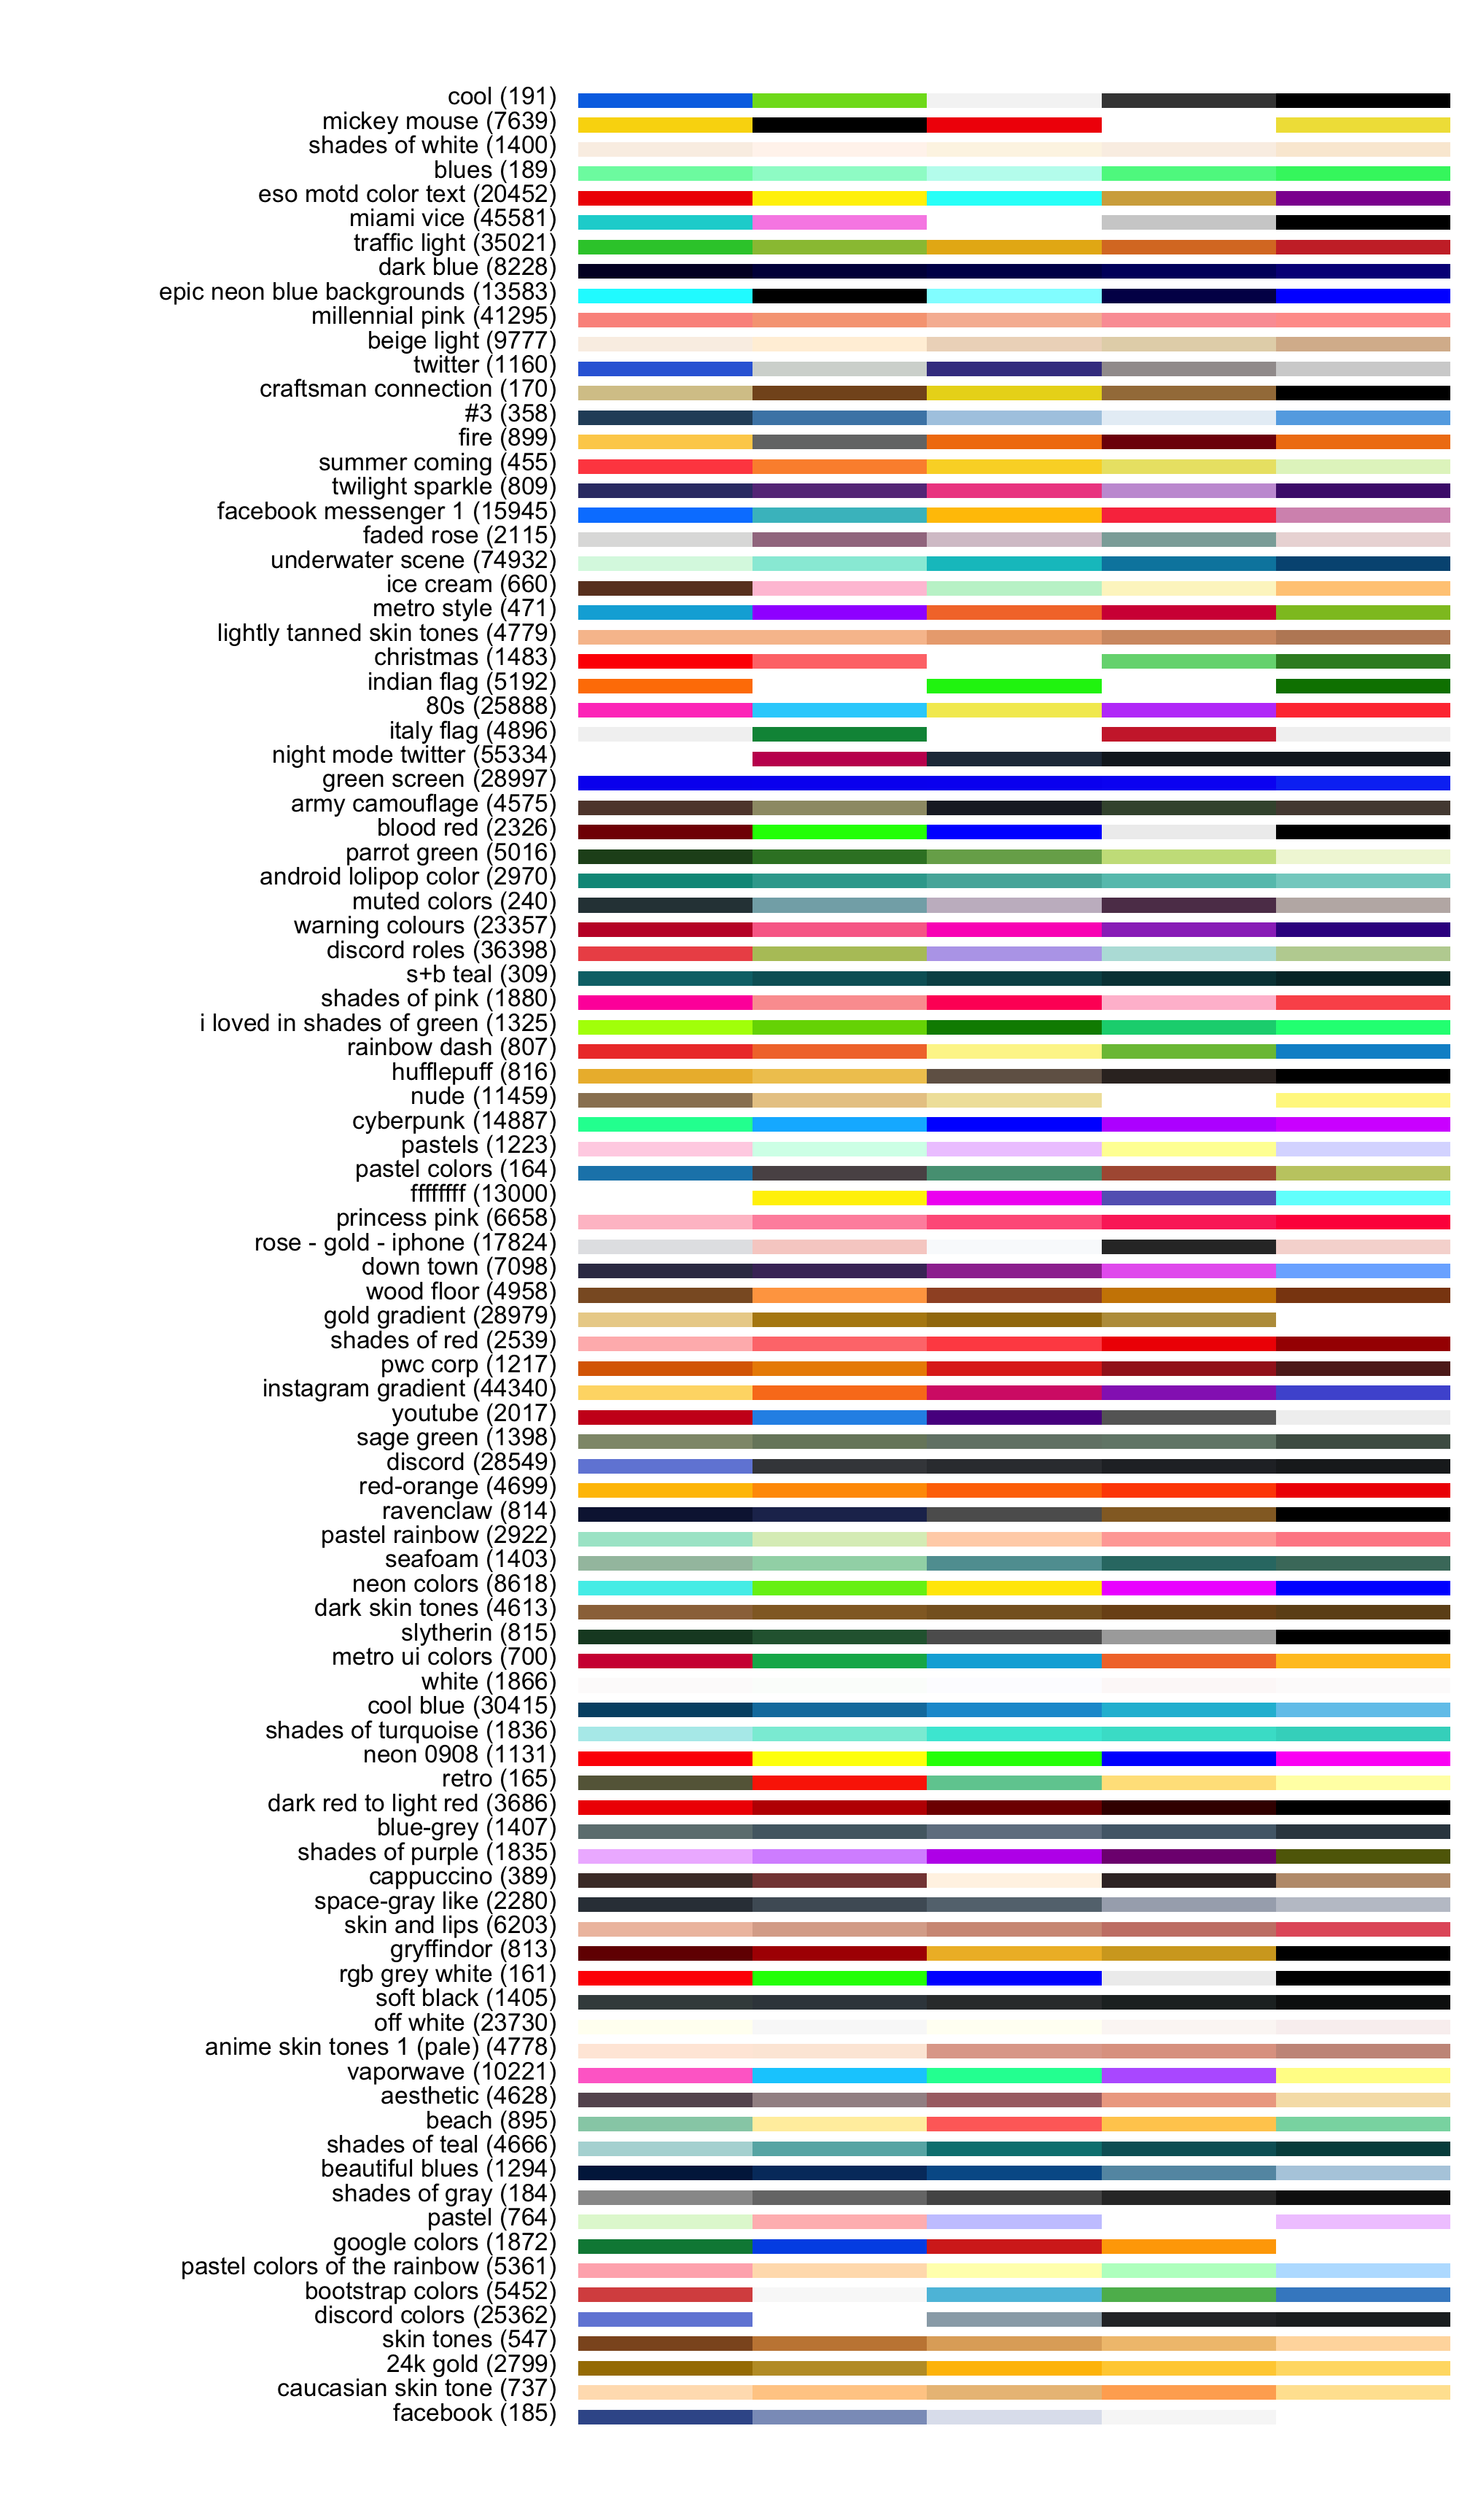 cool (191)
mickey mouse (7639)
shades of white (1400)
blues (189)
eso motd color text (20452)
miami vice (45581)
traffic light (35021)
dark blue (8228)
epic neon blue backgrounds (13583)
millennial pink (41295)
beige light (9777)
twitter (1160)
craftsman connection (170)
#3 (358)
fire (899)
summer coming (455)
twilight sparkle (809)
facebook messenger 1 (15945)
faded rose (2115)
underwater scene (74932)
ice cream (660)
metro style (471)
lightly tanned skin tones (4779)
christmas (1483)
indian flag (5192)
80s (25888)
italy flag (4896)
night mode twitter (55334)
green screen (28997)
army camouflage (4575)
blood red (2326)
parrot green (5016)
android lolipop color (2970)
muted colors (240)
warning colours (23357)
discord roles (36398)
s+b teal (309)
shades of pink (1880)
i loved in shades of green (1325)
rainbow dash (807)
hufflepuff (816)
nude (11459)
cyberpunk (14887)
pastels (1223)
pastel colors (164)
ffffffff (13000)
princess pink (6658)
rose - gold - iphone (17824)
down town (7098)
wood floor (4958)
gold gradient (28979)
shades of red (2539)
pwc corp (1217)
instagram gradient (44340)
youtube (2017)
sage green (1398)
discord (28549)
red-orange (4699)
ravenclaw (814)
pastel rainbow (2922)
seafoam (1403)
neon colors (8618)
dark skin tones (4613)
slytherin (815)
metro ui colors (700)
white (1866)
cool blue (30415)
shades of turquoise (1836)
neon 0908 (1131)
retro (165)
dark red to light red (3686)
blue-grey (1407)
shades of purple (1835)
cappuccino (389)
space-gray like (2280)
skin and lips (6203)
gryffindor (813)
rgb grey white (161)
soft black (1405)
off white (23730)
anime skin tones 1 (pale) (4778)
vaporwave (10221)
aesthetic (4628)
beach (895)
shades of teal (4666)
beautiful blues (1294)
shades of gray (184)
pastel (764)
google colors (1872)
pastel colors of the rainbow (5361)
bootstrap colors (5452)
discord colors (25362)
skin tones (547)
24k gold (2799)
caucasian skin tone (737)
facebook (185)